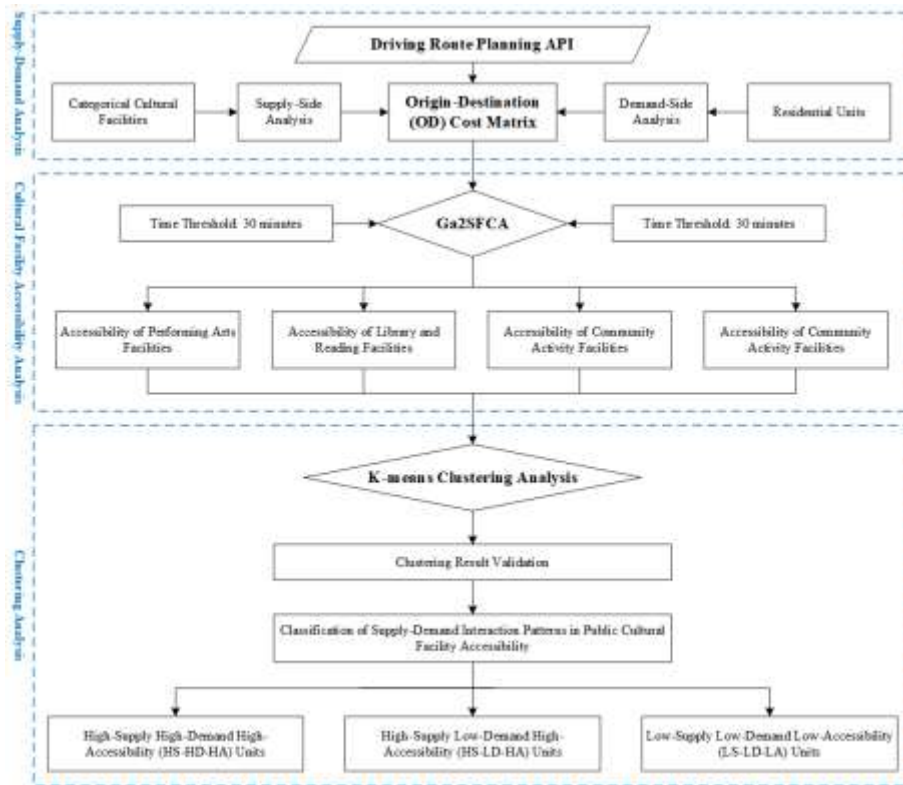 Supply-Demand Analysis
Driving Route Planning API
Categorical Cultural
Facilities
Supply-Side
Analysis
Origin-Destination
(OD) Cost Matrix
Demand-Side
Analysis
Residential Units
Cultural Facility Accessibility Analysis
Ga2SFCA
Time Threshold: 30 minutes
Time Threshold: 30 minutes
Accessibility of Performing Arts
Facilities
Accessibility of Library and
Reading Facilities
Accessibility of Community
Activity Facilities
Accessibility of Community
Activity Facilities
Clustering Analysis
K-means Clustering Analysis
Clustering Result Validation
Classification of Supply-Demand Interaction Patterns in Public Cultural
Facility Accessibility
High-Supply High-Demand High-
Accessibility (HS-HD-HA) Units
High-Supply Low-Demand High-
Accessibility (HS-LD-HA) Units
Low-Supply Low-Demand Low-Accessibility
(LS-LD-LA) Units